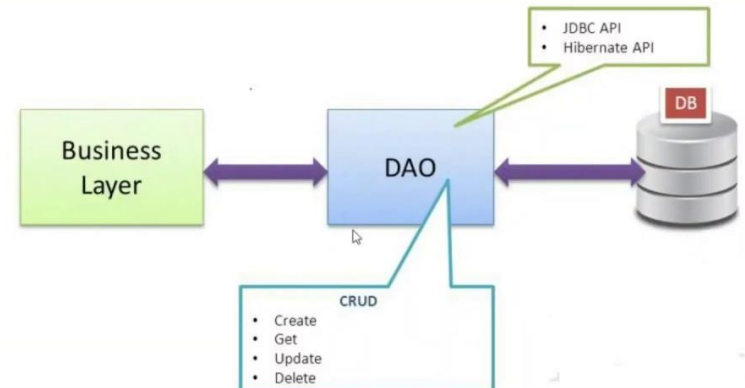 • JDBC API
• Hibernate API
DB
Business
Layer
DAO
CRUD
• Create
• Get
• Update
• Delete